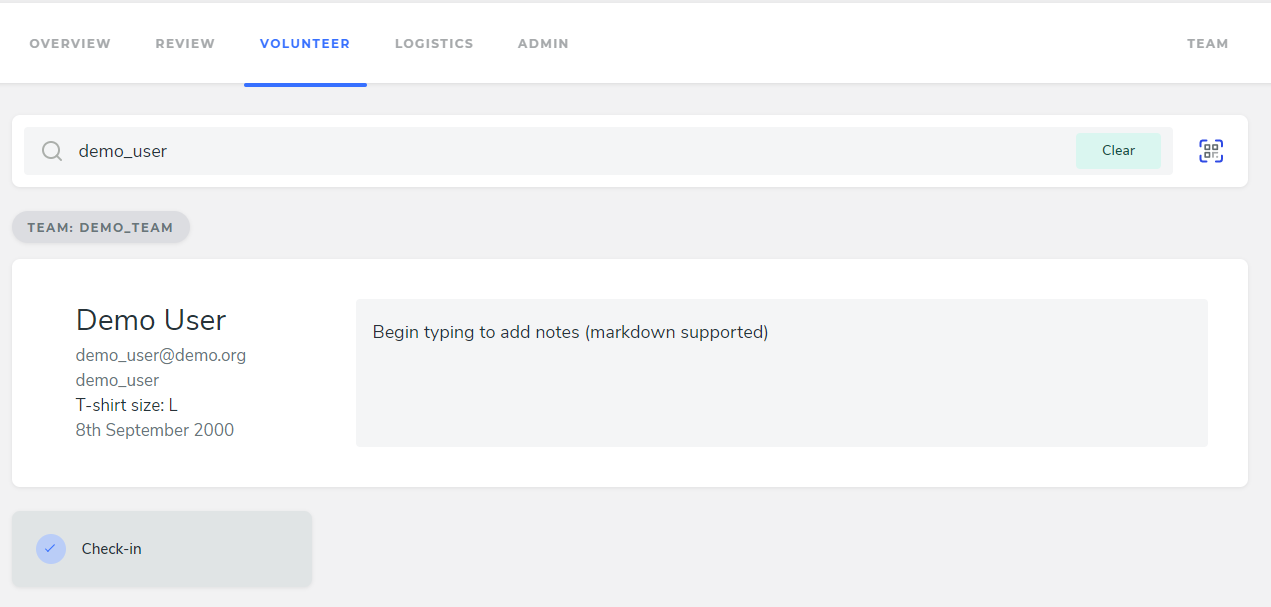 OVERVIEW REVIEW VOLUNTEER LOGISTICS ADMIN TEAM
demo_user Clear
TEAM: DEMO_TEAM
Demo User
demo_user@demo.org
demo_user
T-shirt size: L
8th September 2000
Begin typing to add notes (markdown supported)
Check-in